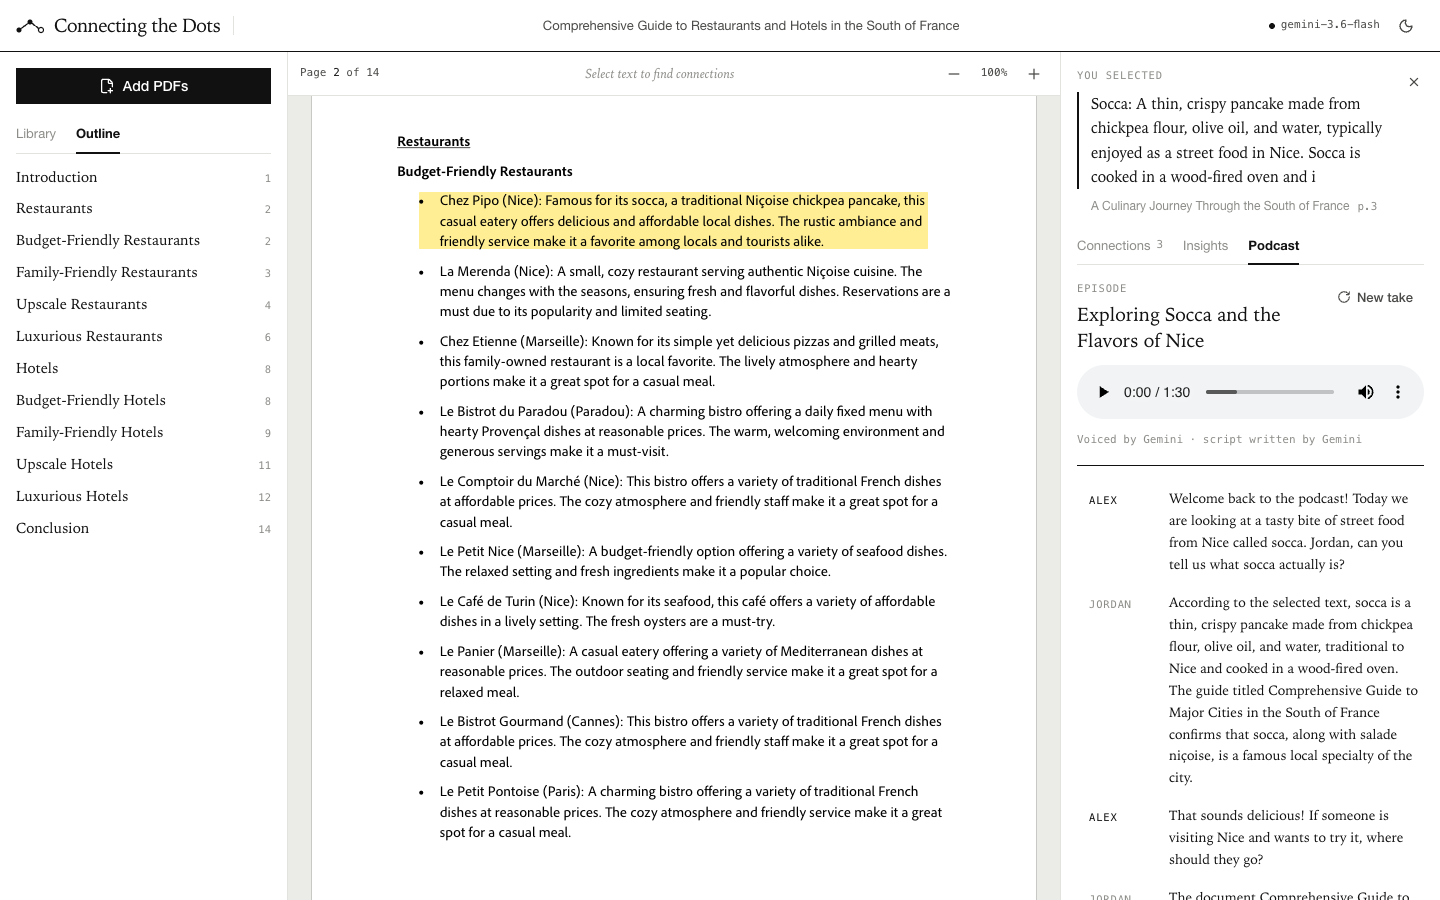 Connecting the Dots
Comprehensive Guide to Restaurants and Hotels in the South of France
gemini-3.6-flash
Add PDFs
Library
Outline
Introduction 1
Restaurants 2
Budget-Friendly Restaurants 2
Family-Friendly Restaurants 3
Upscale Restaurants 4
Luxurious Restaurants 6
Hotels 8
Budget-Friendly Hotels 8
Family-Friendly Hotels 9
Upscale Hotels 11
Luxurious Hotels 12
Conclusion 14
Page 2 of 14
Select text to find connections
100%
Restaurants
Budget-Friendly Restaurants
• Chez Pipo (Nice): Famous for its socca, a traditional Niçoise chickpea pancake, this
casual eatery offers delicious and affordable local dishes. The rustic ambiance and
friendly service make it a favorite among locals and tourists alike.
• La Merenda (Nice): A small, cozy restaurant serving authentic Niçoise cuisine. The
menu changes with the seasons, ensuring fresh and flavorful dishes. Reservations are a
must due to its popularity and limited seating.
• Chez Etienne (Marseille): Known for its simple yet delicious pizzas and grilled meats,
this family-owned restaurant is a local favorite. The lively atmosphere and hearty
portions make it a great spot for a casual meal.
• Le Bistrot du Paradou (Paradou): A charming bistro offering a daily fixed menu with
hearty Provençal dishes at reasonable prices. The warm, welcoming environment and
generous servings make it a must-visit.
• Le Comptoir du Marché (Nice): This bistro offers a variety of traditional French dishes
at affordable prices. The cozy atmosphere and friendly staff make it a great spot for a
casual meal.
• Le Petit Nice (Marseille): A budget-friendly option offering a variety of seafood dishes.
The relaxed setting and fresh ingredients make it a popular choice.
• Le Café de Turin (Nice): Known for its seafood, this café offers a variety of affordable
dishes in a lively setting. The fresh oysters are a must-try.
• Le Panier (Marseille): A casual eatery offering a variety of Mediterranean dishes at
reasonable prices. The outdoor seating and friendly service make it a great spot for a
relaxed meal.
• Le Bistrot Gourmand (Cannes): This bistro offers a variety of traditional French dishes
at affordable prices. The cozy atmosphere and friendly staff make it a great spot for a
casual meal.
• Le Petit Pontoise (Paris): A charming bistro offering a variety of traditional French
dishes at reasonable prices. The cozy atmosphere and friendly service make it a great
spot for a casual meal.
YOU SELECTED
Socca: A thin, crispy pancake made from
chickpea flour, olive oil, and water, typically
enjoyed as a street food in Nice. Socca is
cooked in a wood-fired oven and i
A Culinary Journey Through the South of France p.3
Connections 3
Insights
Podcast
EPISODE
New take
Exploring Socca and the
Flavors of Nice
0:00 / 1:30
Voiced by Gemini · script written by Gemini
ALEX
Welcome back to the podcast! Today we
are looking at a tasty bite of street food
from Nice called socca. Jordan, can you
tell us what socca actually is?
JORDAN
According to the selected text, socca is a
thin, crispy pancake made from chickpea
flour, olive oil, and water, traditional to
Nice and cooked in a wood-fired oven.
The guide titled Comprehensive Guide to
Major Cities in the South of France
confirms that socca, along with salade
niçoise, is a famous local specialty of the
city.
ALEX
That sounds delicious! If someone is
visiting Nice and wants to try it, where
should they go?
JORDAN
The document Comprehensive Guide to